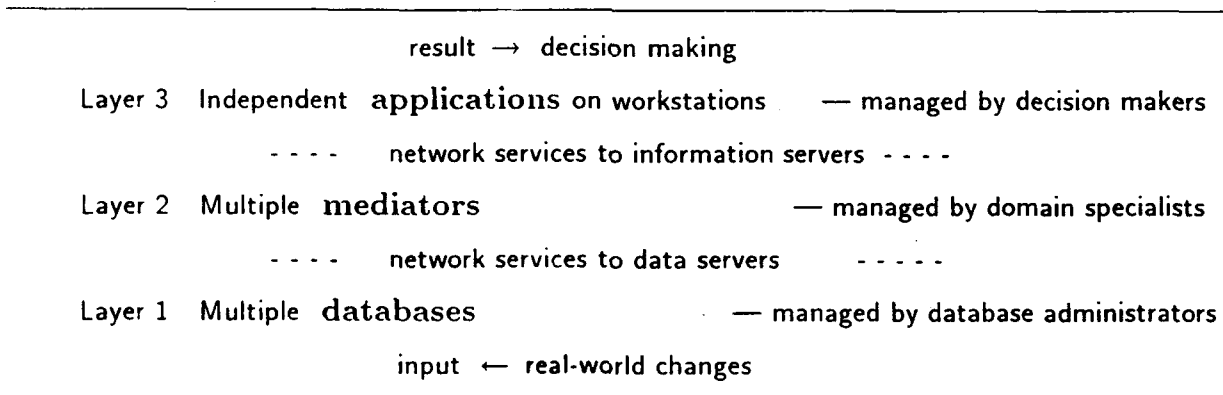 result → decision making
Layer 3 Independent applications on workstations — managed by decision makers
- - - - network services to information servers - - - -
Layer 2 Multiple mediators — managed by domain specialists
- - - - network services to data servers - - - - -
Layer 1 Multiple databases — managed by database administrators
input ← real-world changes